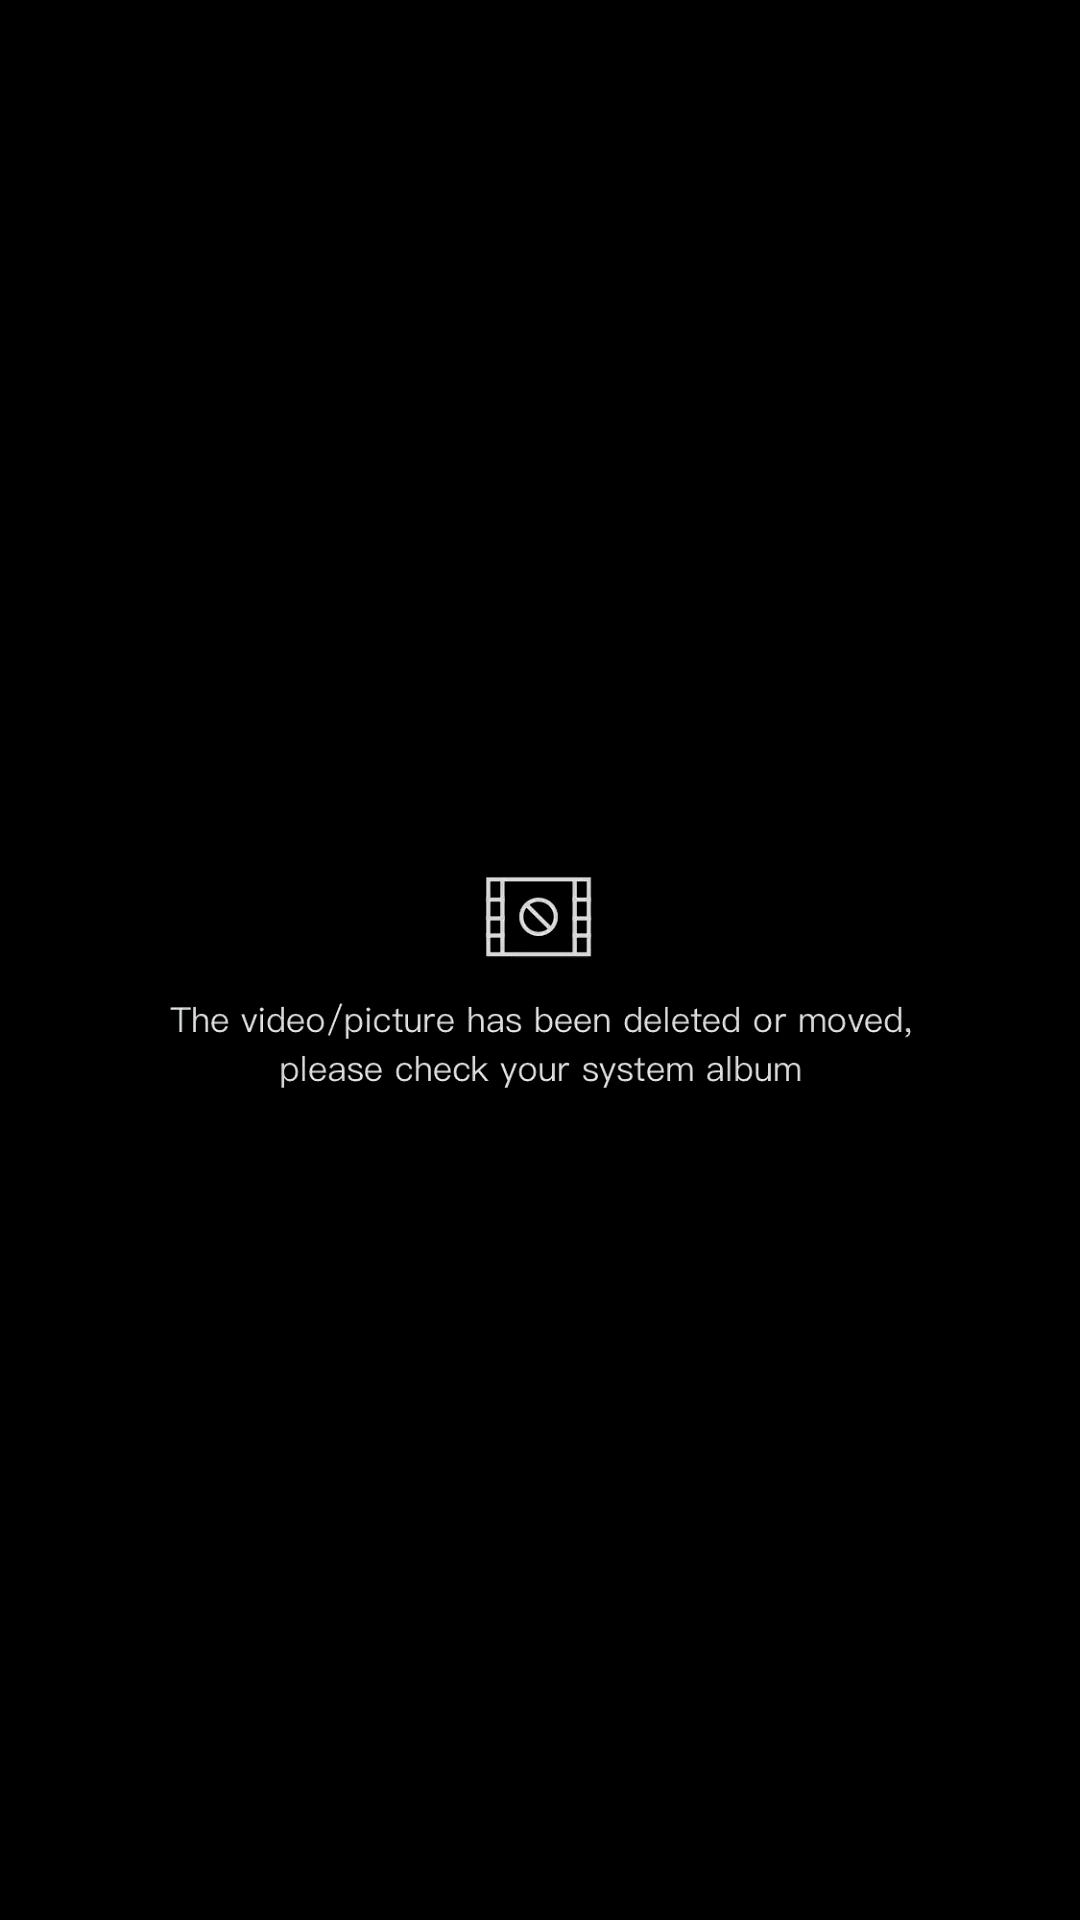 The video/picture has been deleted or moved,
please check your system album